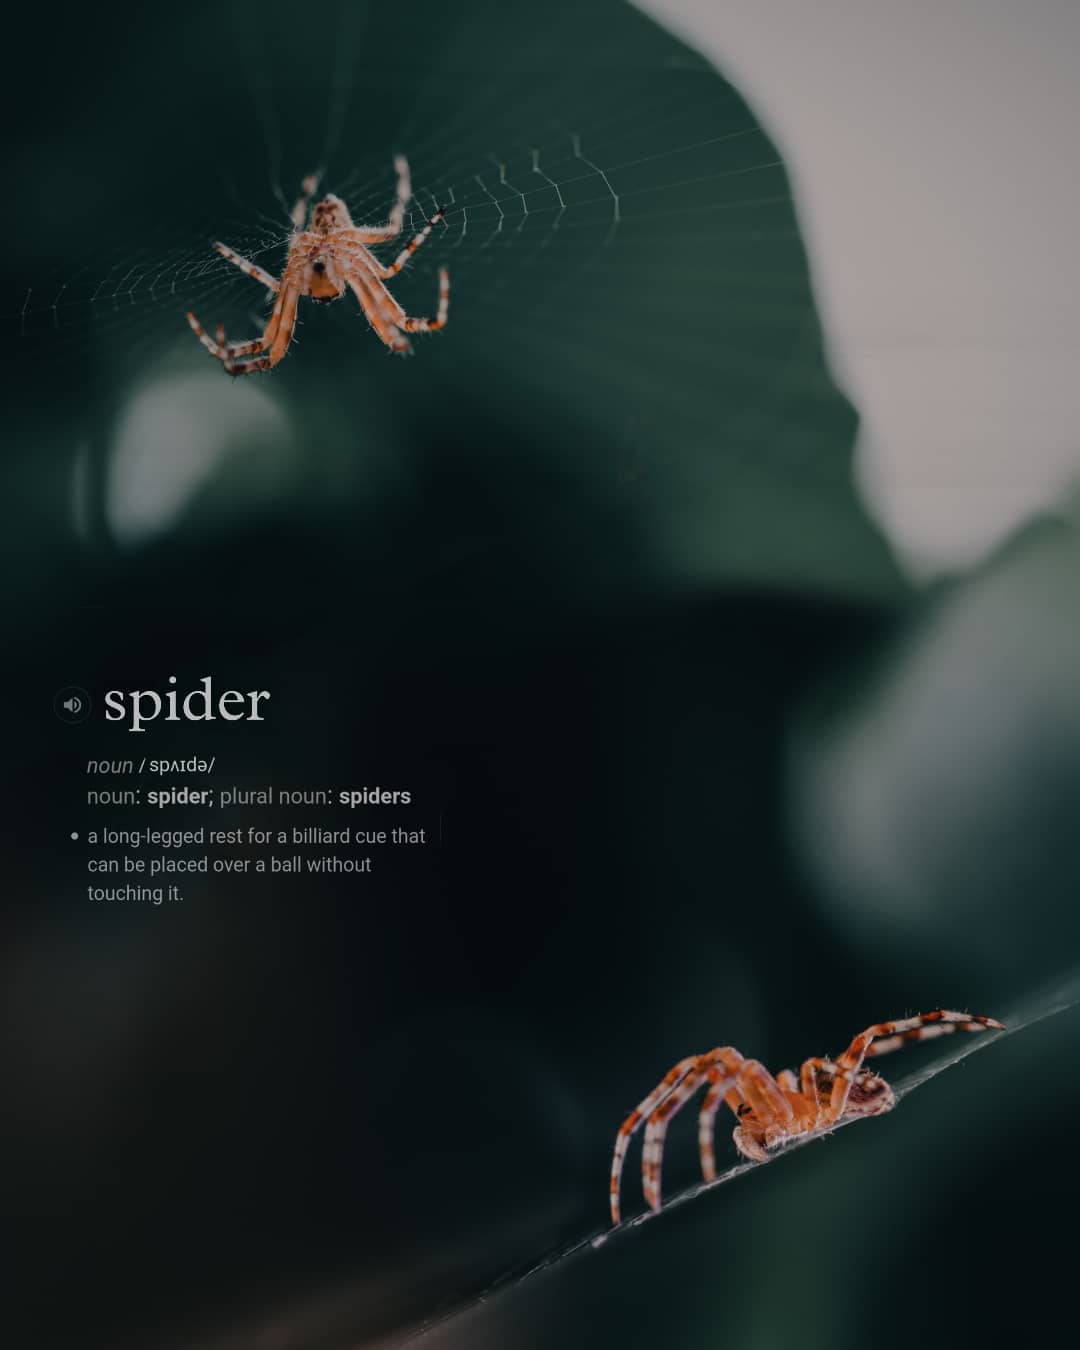 spider
noun /spʌɪdə/
noun: spider; plural noun: spiders
• a long-legged rest for a billiard cue that
can be placed over a ball without
touching it.